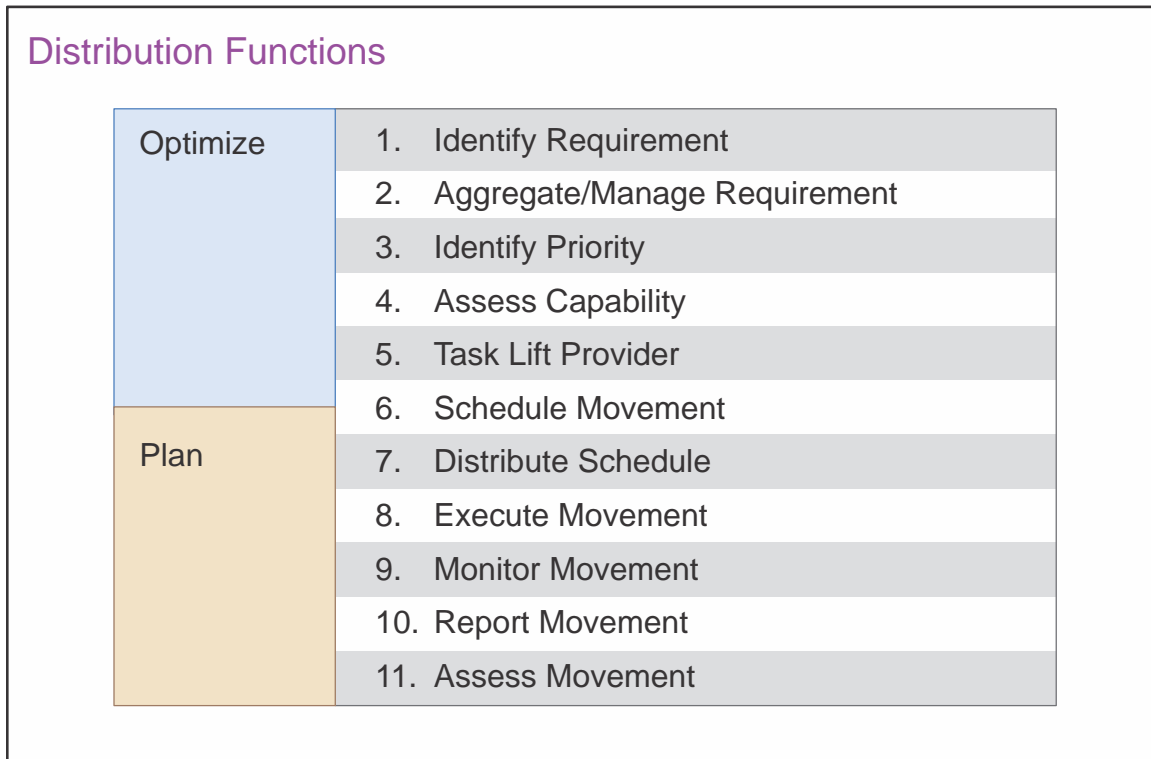 Distribution Functions
Optimize
1. Identify Requirement
2. Aggregate/Manage Requirement
3. Identify Priority
4. Assess Capability
5. Task Lift Provider
6. Schedule Movement
Plan
7. Distribute Schedule
8. Execute Movement
9. Monitor Movement
10. Report Movement
11. Assess Movement